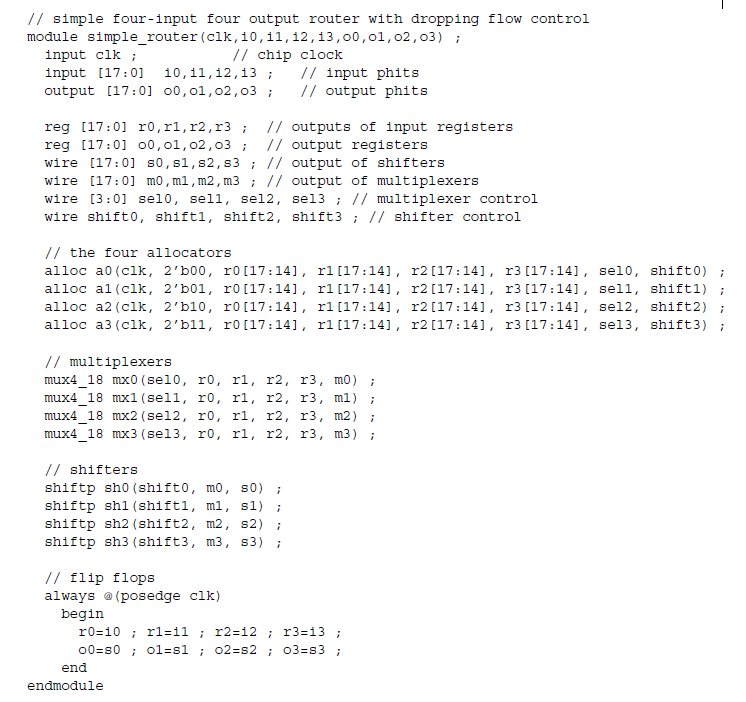 // simple four-input four output router with dropping flow control
module simple_router(clk,i0,i1,i2,i3,o0,o1,o2,o3) ;
input clk ; // chip clock
input [17:0] i0,i1,i2,i3 ; // input phits
output [17:0] o0,o1,o2,o3 ; // output phits
reg [17:0] r0,r1,r2,r3 ; // outputs of input registers
reg [17:0] o0,o1,o2,o3 ; // output registers
wire [17:0] s0,s1,s2,s3 ; // output of shifters
wire [17:0] m0,m1,m2,m3 ; // output of multiplexers
wire [3:0] sel0, sel1, sel2, sel3 ; // multiplexer control
wire shift0, shift1, shift2, shift3 ; // shifter control
// the four allocators
alloc a0(clk, 2’b00, r0[17:14], r1[17:14], r2[17:14], r3[17:14], sel0, shift0) ;
alloc a1(clk, 2’b01, r0[17:14], r1[17:14], r2[17:14], r3[17:14], sel1, shift1) ;
alloc a2(clk, 2’b10, r0[17:14], r1[17:14], r2[17:14], r3[17:14], sel2, shift2) ;
alloc a3(clk, 2’b11, r0[17:14], r1[17:14], r2[17:14], r3[17:14], sel3, shift3) ;
// multiplexers
mux4_18 mx0(sel0, r0, r1, r2, r3, m0) ;
mux4_18 mx1(sel1, r0, r1, r2, r3, m1) ;
mux4_18 mx2(sel2, r0, r1, r2, r3, m2) ;
mux4_18 mx3(sel3, r0, r1, r2, r3, m3) ;
// shifters
shiftp sh0(shift0, m0, s0) ;
shiftp sh1(shift1, m1, s1) ;
shiftp sh2(shift2, m2, s2) ;
shiftp sh3(shift3, m3, s3) ;
// flip flops
always @(posedge clk)
begin
r0=i0 ; r1=i1 ; r2=i2 ; r3=i3 ;
o0=s0 ; o1=s1 ; o2=s2 ; o3=s3 ;
end
endmodule